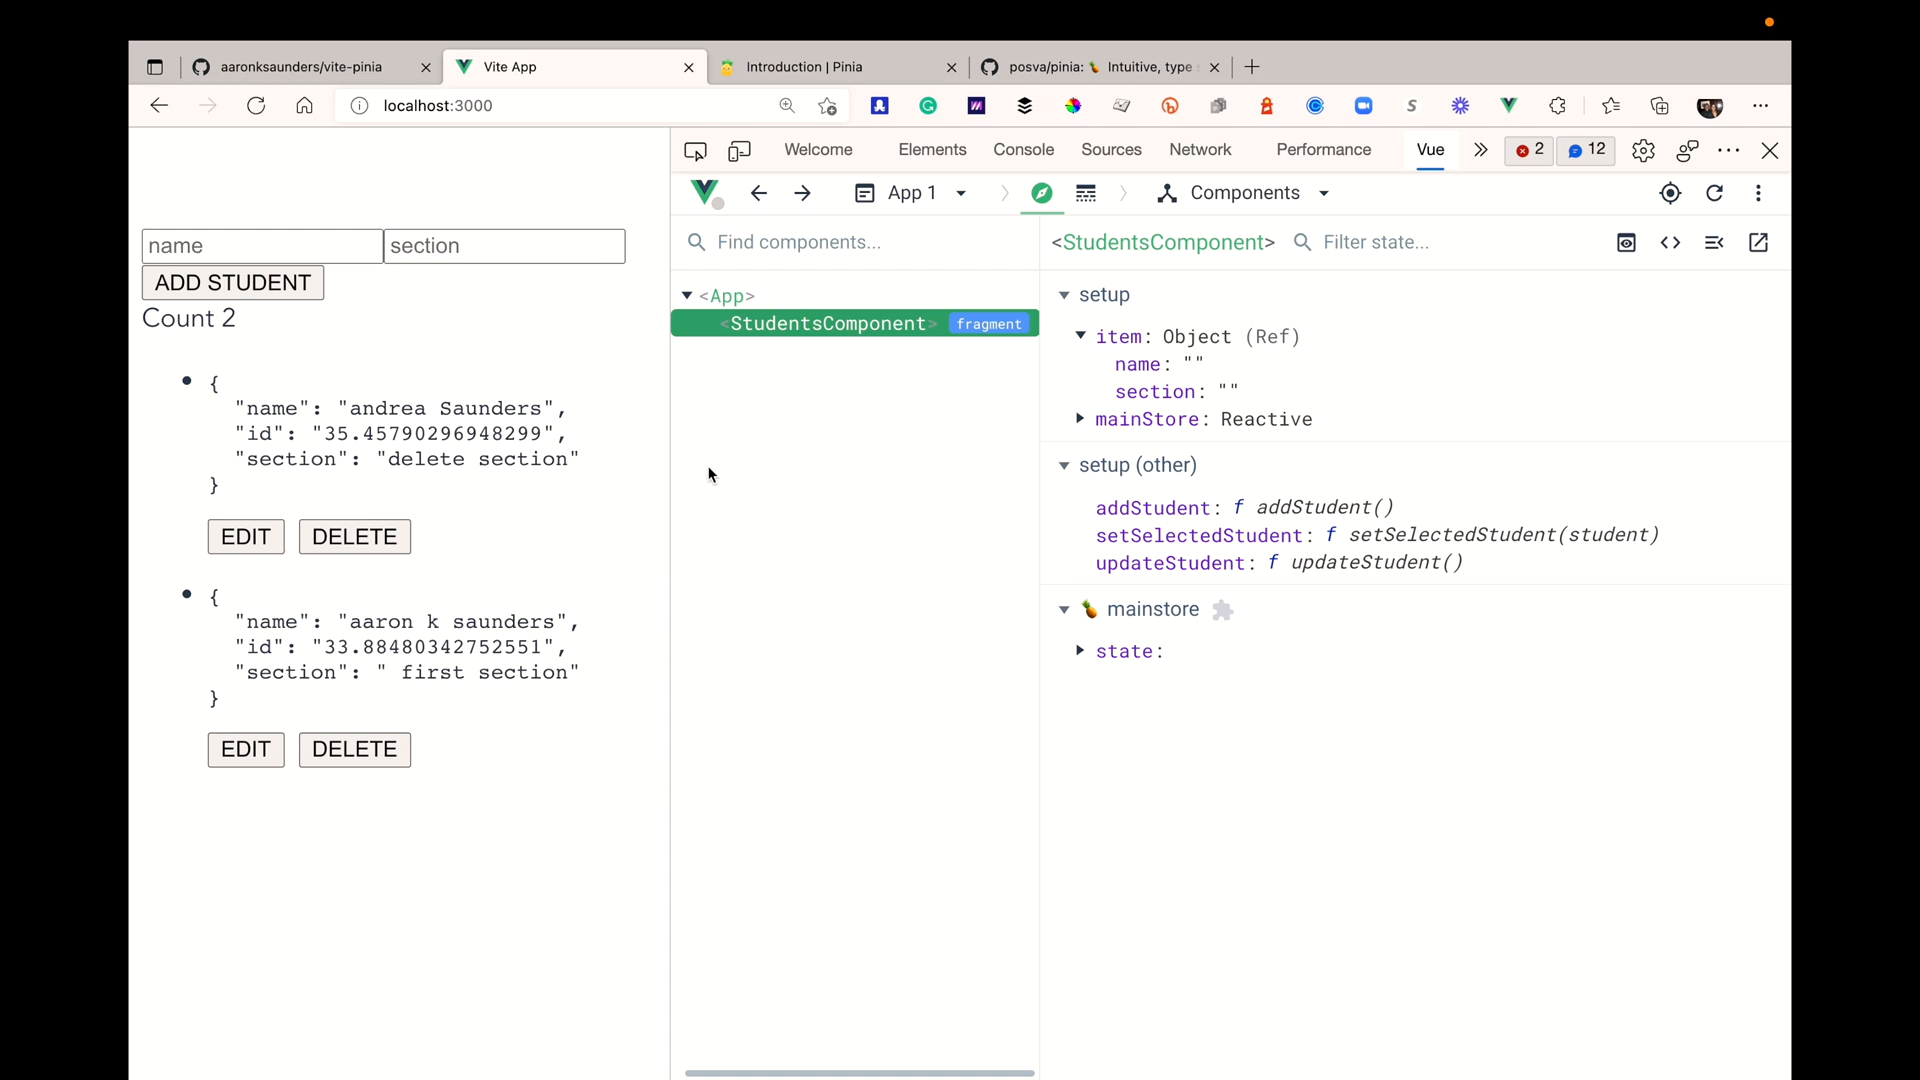 aaronksaunders/vite-pinia
Vite App
Introduction | Pinia
posva/pinia: 🍍 Intuitive, type s
localhost:3000
Welcome
Elements
Console
Sources
Network
Performance
Vue
2
12
App 1
Components
Find components...
<StudentsComponent>
Filter state...
name
section
ADD STUDENT
Count 2
{
"name": "andrea Saunders",
"id": "35.45790296948299",
"section": "delete section"
}
EDIT
DELETE
{
"name": "aaron k saunders",
"id": "33.88480342752551",
"section": " first section"
}
EDIT
DELETE
<App>
<StudentsComponent>
fragment
setup
item: Object (Ref)
name: ""
section: ""
mainStore: Reactive
setup (other)
addStudent: f addStudent()
setSelectedStudent: f setSelectedStudent(student)
updateStudent: f updateStudent()
🍍 mainstore
state: